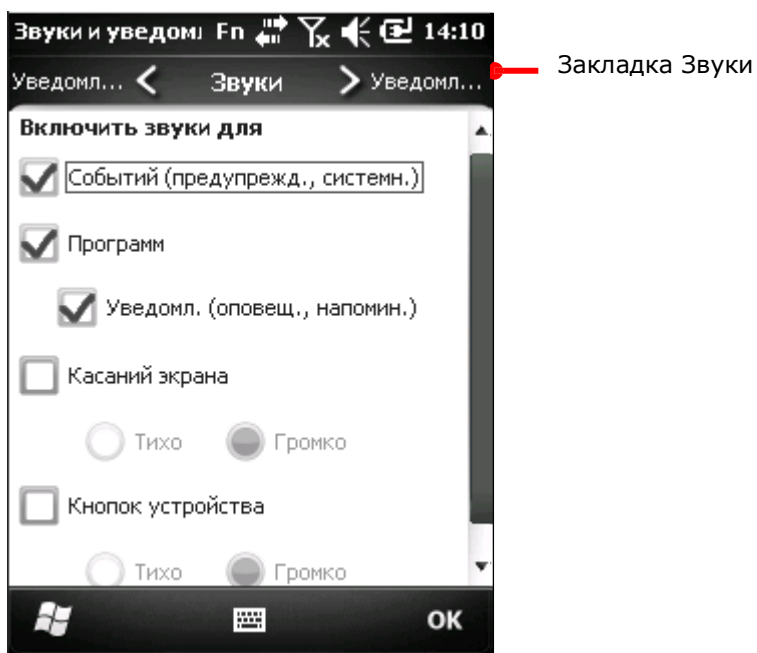 Звуки и уведомл Fn 14:10
Уведомл... Звуки Уведомл...
Закладка Звуки
Включить звуки для
Событий (предупрежд., системн.)
Программ
Уведомл. (оповещ., напомин.)
Касаний экрана
Тихо Громко
Кнопок устройства
Тихо Громко
OK